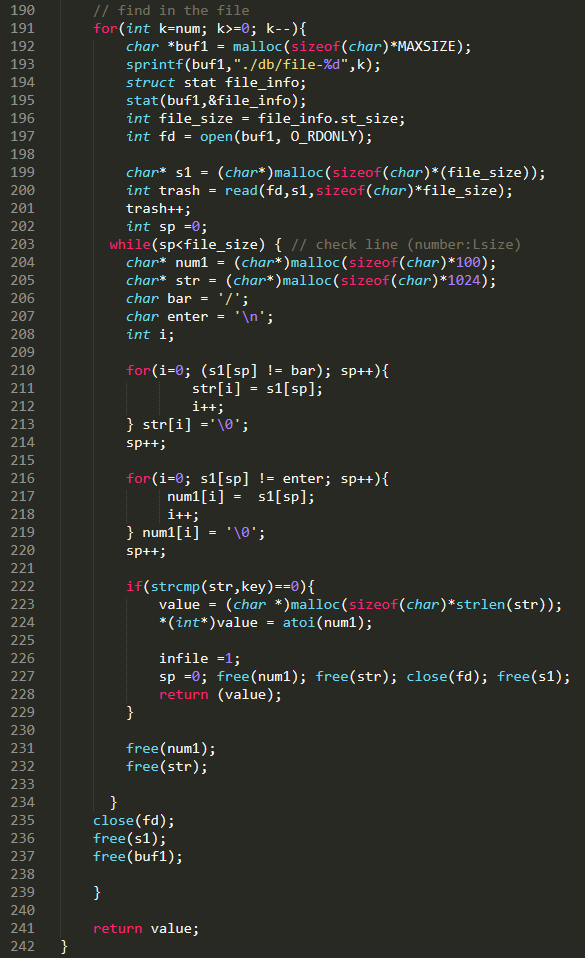 190 // find in the file
191 for(int k=num; k>=0; k--){
192 char *buf1 = malloc(sizeof(char)*MAXSIZE);
193 sprintf(buf1,"./db/file-%d",k);
194 struct stat file_info;
195 stat(buf1,&file_info);
196 int file_size = file_info.st_size;
197 int fd = open(buf1, O_RDONLY);
198
199 char* s1 = (char*)malloc(sizeof(char)*(file_size));
200 int trash = read(fd,s1,sizeof(char)*file_size);
201 trash++;
202 int sp =0;
203 while(sp<file_size) { // check line (number:Lsize)
204 char* num1 = (char*)malloc(sizeof(char)*100);
205 char* str = (char*)malloc(sizeof(char)*1024);
206 char bar = '/';
207 char enter = '\n';
208 int i;
209
210 for(i=0; (s1[sp] != bar); sp++){
211 str[i] = s1[sp];
212 i++;
213 } str[i] ='\0';
214 sp++;
215
216 for(i=0; s1[sp] != enter; sp++){
217 num1[i] =  s1[sp];
218 i++;
219 } num1[i] = '\0';
220 sp++;
221
222 if(strcmp(str,key)==0){
223 value = (char *)malloc(sizeof(char)*strlen(str));
224 *(int*)value = atoi(num1);
225
226 infile =1;
227 sp =0; free(num1); free(str); close(fd); free(s1);
228 return (value);
229 }
230
231 free(num1);
232 free(str);
233
234 }
235 close(fd);
236 free(s1);
237 free(buf1);
238
239 }
240
241 return value;
242 }